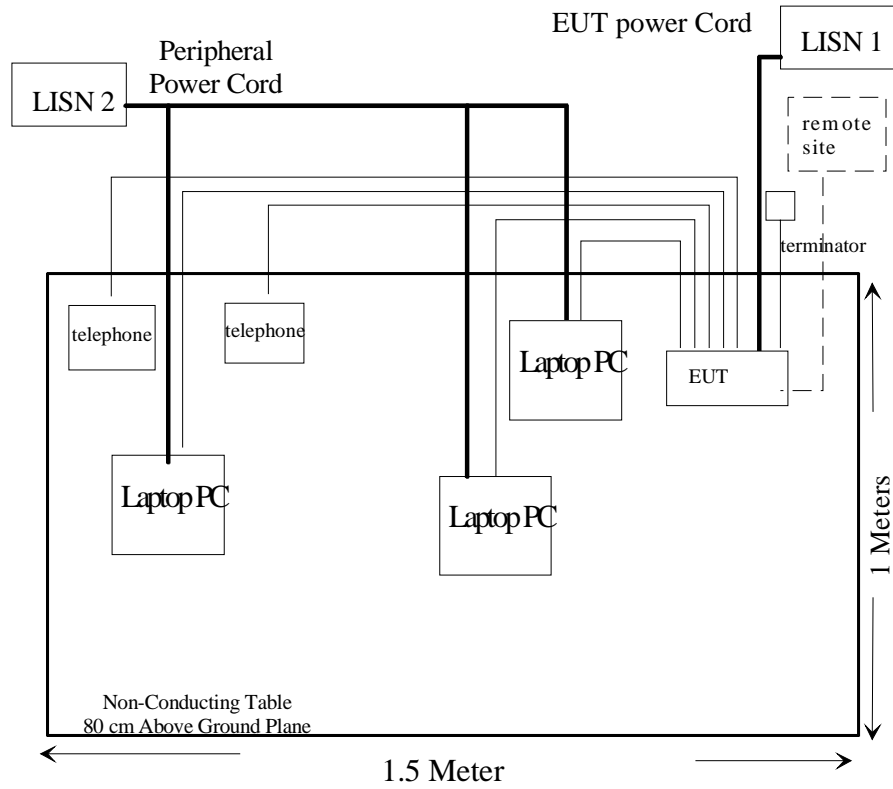 EUT power Cord
LISN 1
Peripheral
Power Cord
LISN 2
remote
site
terminator
telephone
telephone
Laptop PC
EUT
Laptop PC
Laptop PC
1 Meters
Non-Conducting Table
80 cm Above Ground Plane
1.5 Meter